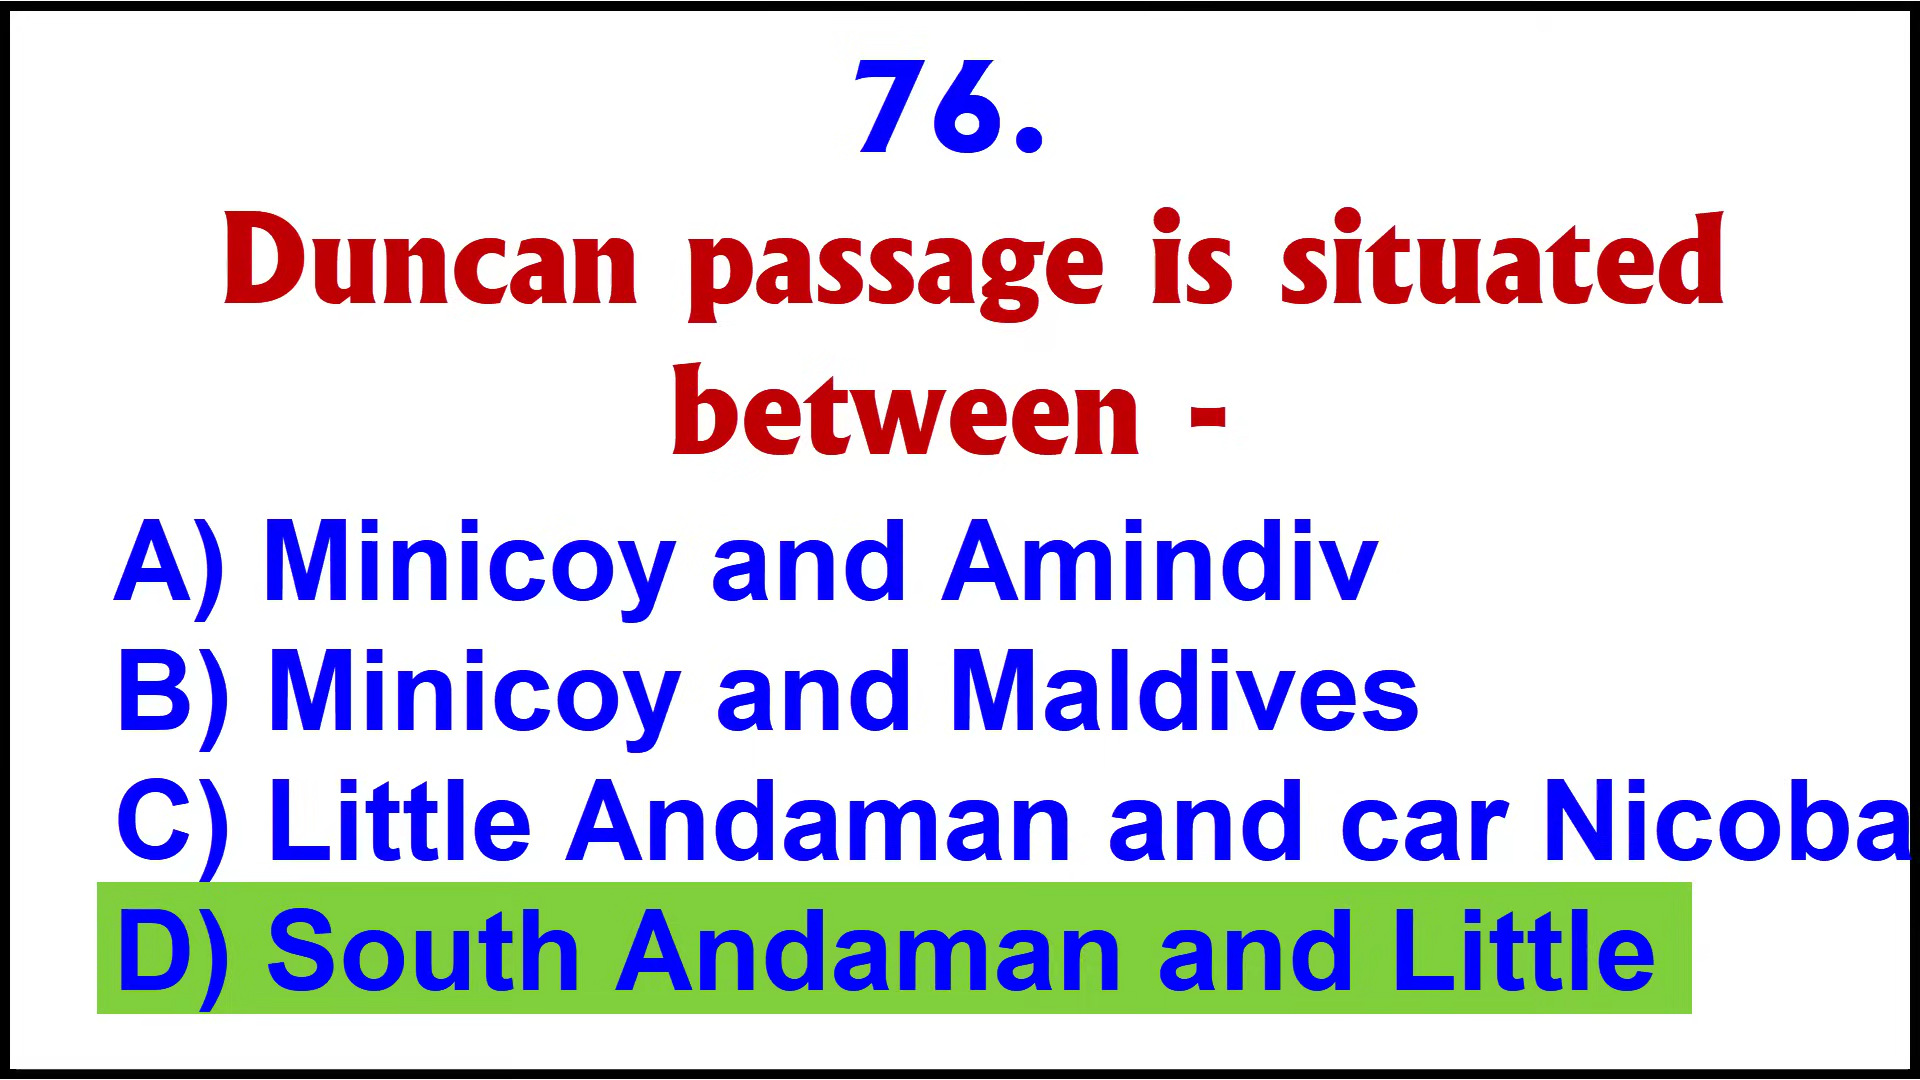 76.
Duncan passage is situated
between -
A) Minicoy and Amindiv
B) Minicoy and Maldives
C) Little Andaman and car Nicoba
D) South Andaman and Little